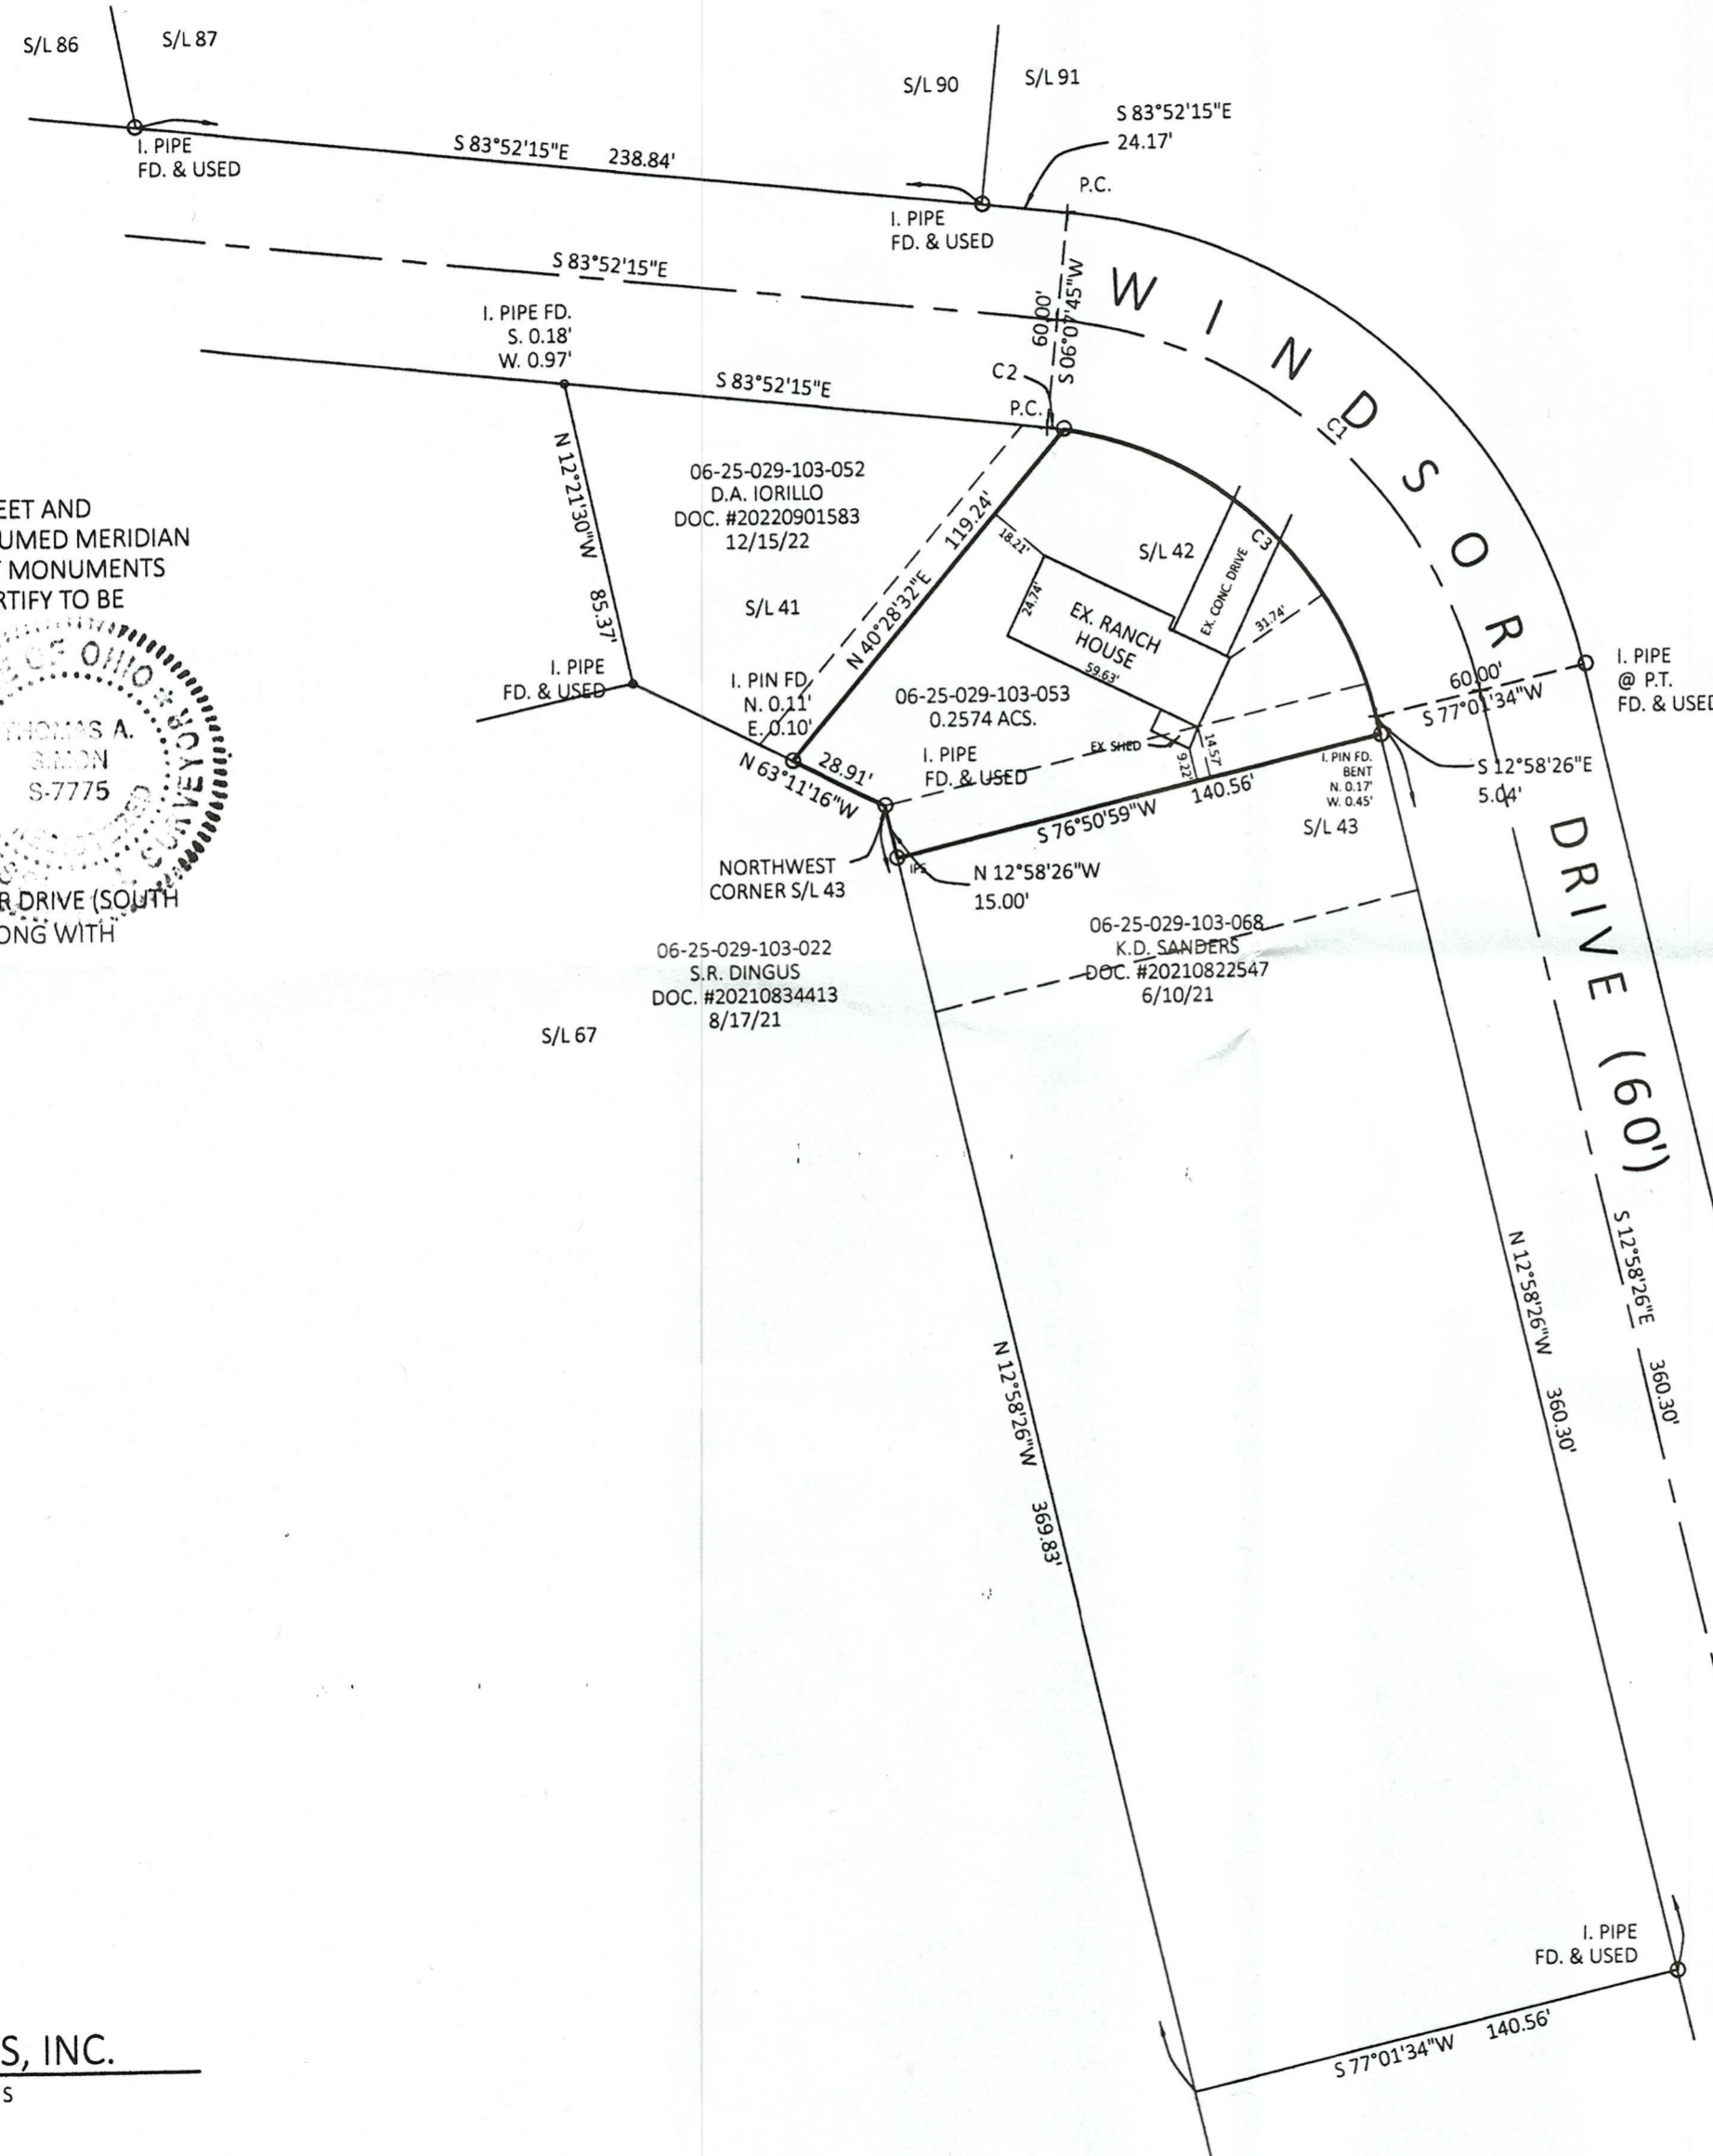 S/L 86
S/L 87
S/L 90
S/L 91
S 83°52'15"E
24.17'
I. PIPE
FD. & USED
S 83°52'15"E 238.84'
P.C.
I. PIPE
FD. & USED
S 83°52'15"E
I. PIPE FD.
S. 0.18'
W. 0.97'
60.00'
S 06°07'45"W
WINDSOR DRIVE (60')
C2
S 83°52'15"E
P.C.
C1
N 12°21'30"W 85.37'
06-25-029-103-052
D.A. IORILLO
DOC. #20220901583
12/15/22
119.24'
N 40°28'32"E
18.21'
S/L 42
C3
EX. CONC. DRIVE
EET AND
UMED MERIDIAN
T MONUMENTS
RTIFY TO BE
24.74'
EX. RANCH
HOUSE
59.63'
31.74'
S/L 41
OF OHIO
THOMAS A.
SIMON
S-7775
SURVEYOR
I. PIPE
FD. & USED
I. PIN FD.
N. 0.11'
E. 0.10'
06-25-029-103-053
0.2574 ACS.
60.00'
S 77°01'34"W
I. PIPE
@ P.T.
FD. & USED
EX. SHED
14.57'
9.22'
I. PIPE
FD. & USED
28.91'
N 63°11'16"W
I. PIN FD.
BENT
N. 0.17'
W. 0.45'
S 12°58'26"E
5.04'
S 76°50'59"W 140.56'
S/L 43
NORTHWEST
CORNER S/L 43
IPS
N 12°58'26"W
15.00'
R DRIVE (SOUTH
ONG WITH
06-25-029-103-022
S.R. DINGUS
DOC. #20210834413
8/17/21
06-25-029-103-068
K.D. SANDERS
DOC. #20210822547
6/10/21
S/L 67
N 12°58'26"W 360.30'
S 12°58'26"E 360.30'
N 12°58'26"W 369.83'
I. PIPE
FD. & USED
S 77°01'34"W 140.56'
S, INC.
S